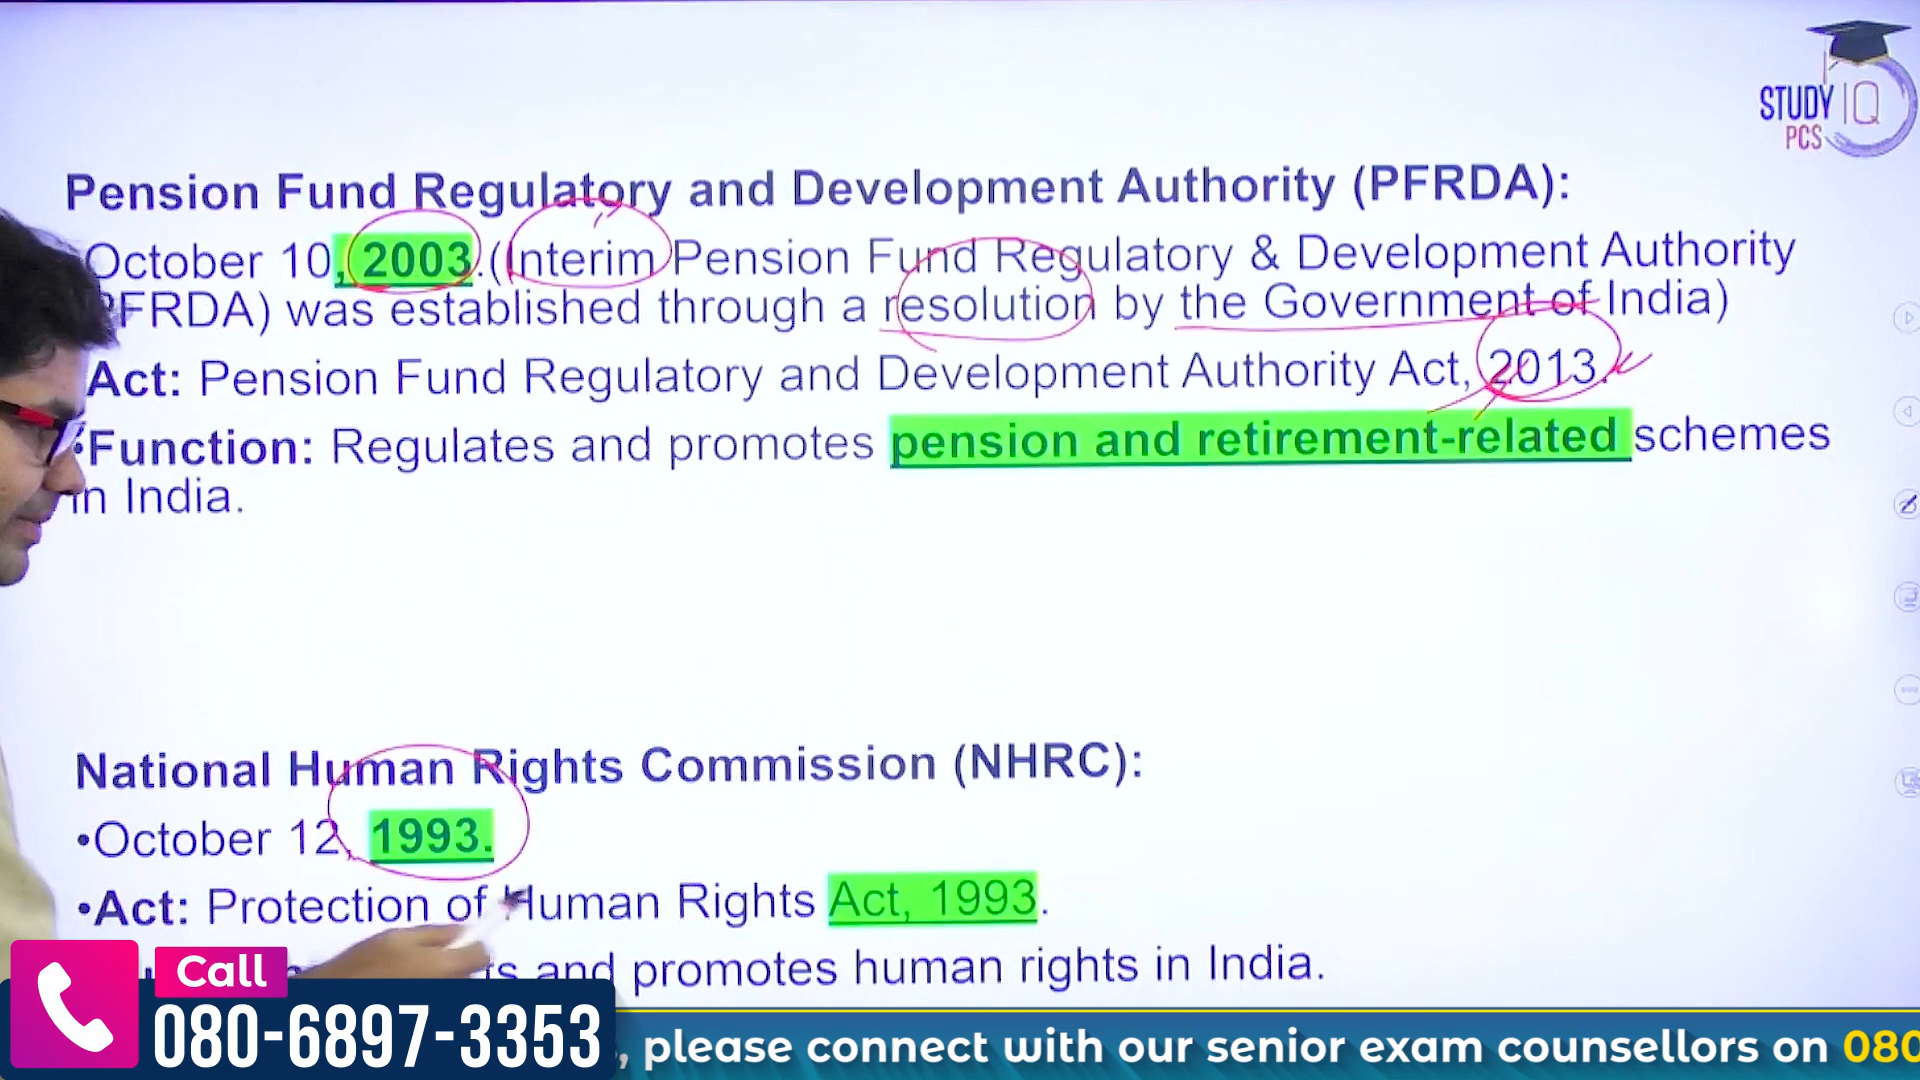 STUDY IQ
PCS
Pension Fund Regulatory and Development Authority (PFRDA):
October 10, 2003.(Interim Pension Fund Regulatory & Development Authority
PFRDA) was established through a resolution by the Government of India)
Act: Pension Fund Regulatory and Development Authority Act, 2013.
•Function: Regulates and promotes pension and retirement-related schemes
in India.
National Human Rights Commission (NHRC):
•October 12, 1993.
•Act: Protection of Human Rights Act, 1993.
and promotes human rights in India.
Call
080-6897-3353
, please connect with our senior exam counsellors on 080